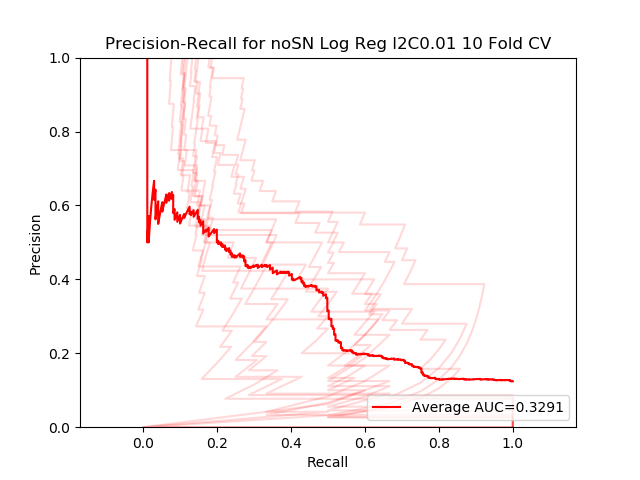 Precision-Recall for noSN Log Reg l2C0.01 10 Fold CV
1.0
0.8
0.6
0.4
0.2
0.0
Precision
0.0 0.2 0.4 0.6 0.8 1.0
Recall
Average AUC=0.3291